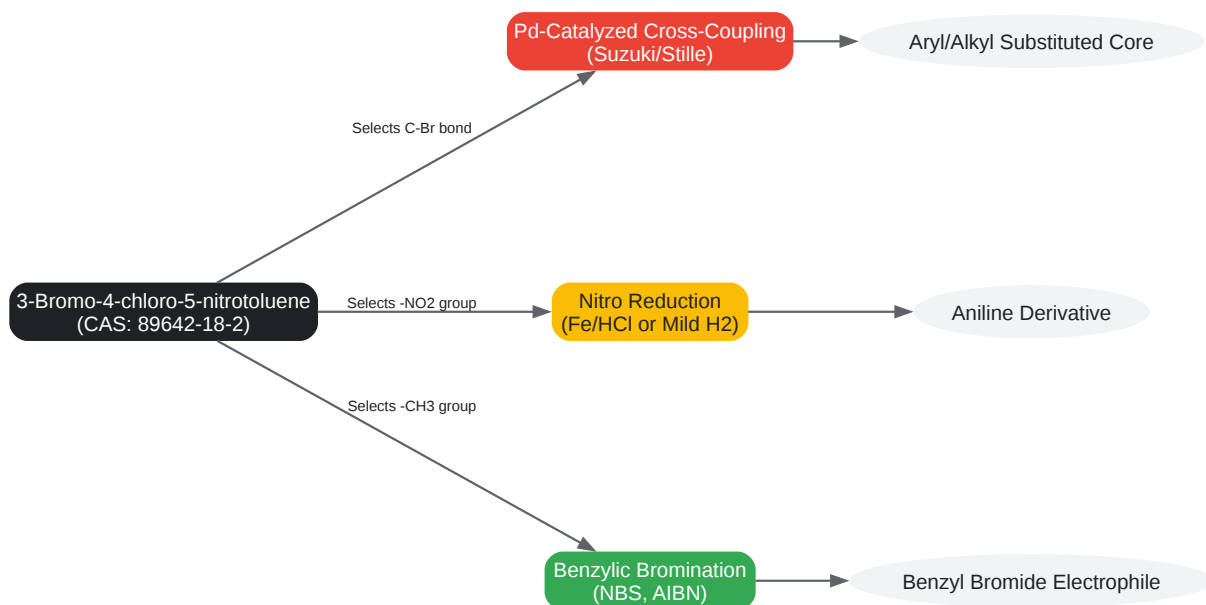 Pd-Catalyzed Cross-Coupling
(Suzuki/Stille)
Aryl/Alkyl Substituted Core
Selects C-Br bond
3-Bromo-4-chloro-5-nitrotoluene
(CAS: 89642-18-2)
Selects -NO2 group
Nitro Reduction
(Fe/HCl or Mild H2)
Aniline Derivative
Selects -CH3 group
Benzylic Bromination
(NBS, AIBN)
Benzyl Bromide Electrophile